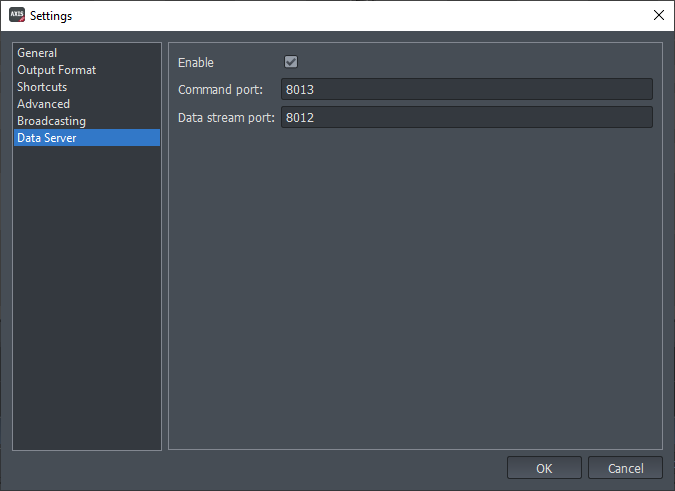 AXIS Settings
General
Output Format
Shortcuts
Advanced
Broadcasting
Data Server
Enable
Command port: 8013
Data stream port: 8012
OK Cancel